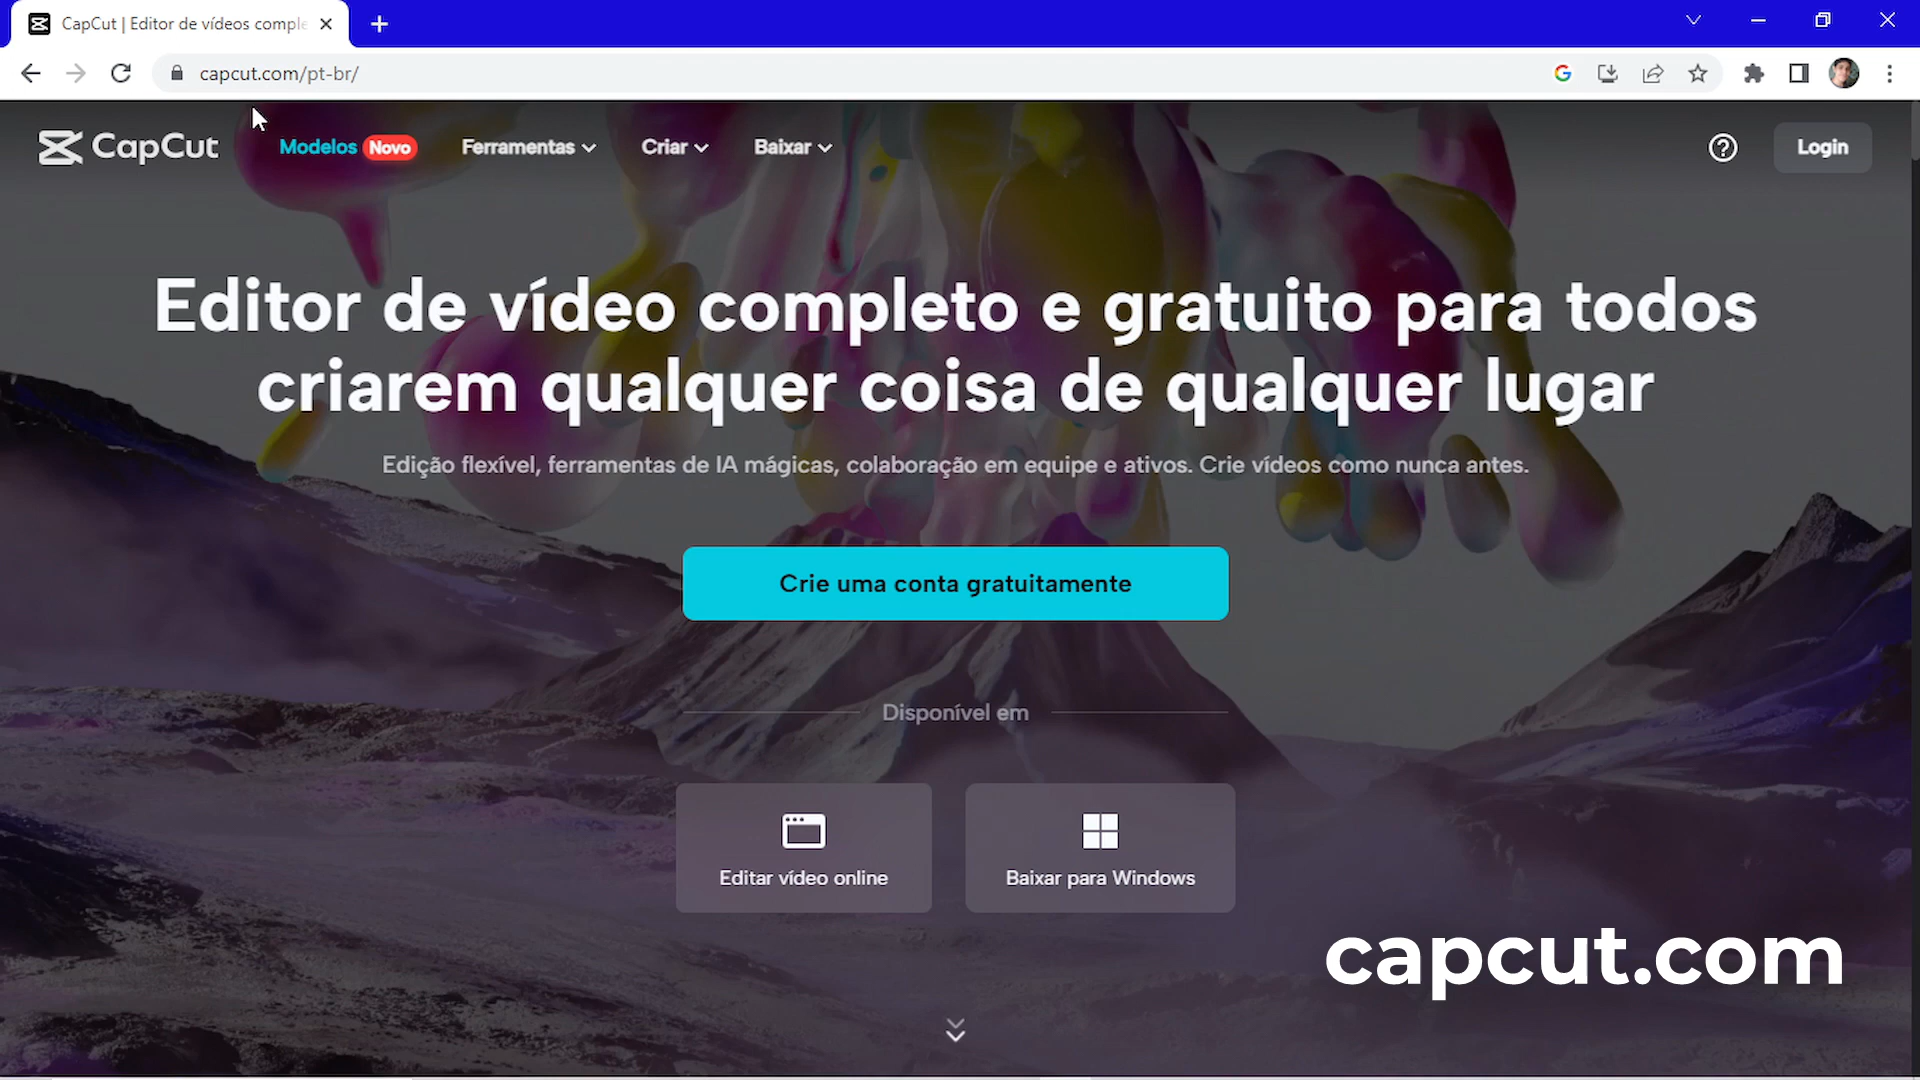 CapCut | Editor de vídeos comple
capcut.com/pt-br/
CapCut
Modelos Novo Ferramentas Criar Baixar Login
Editor de vídeo completo e gratuito para todos
criarem qualquer coisa de qualquer lugar
Edição flexível, ferramentas de IA mágicas, colaboração em equipe e ativos. Crie vídeos como nunca antes.
Crie uma conta gratuitamente
Disponível em
Editar vídeo online
Baixar para Windows
capcut.com